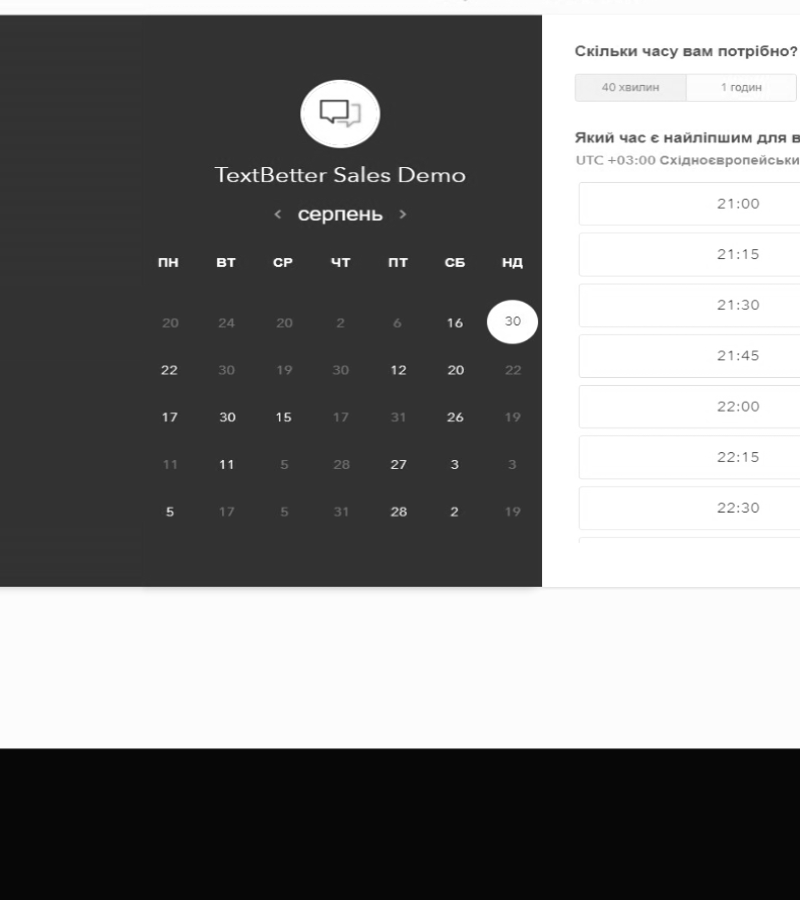 TextBetter Sales Demo
‹ серпень ›
ПН ВТ СР ЧТ ПТ СБ НД
20 24 20 2 6 16 30
22 30 19 30 12 20 22
17 30 15 17 31 26 19
11 11 5 28 27 3 3
5 17 5 31 28 2 19
Скільки часу вам потрібно?
40 хвилин 1 годин
Який час є найліпшим для
UTC +03:00
21:00
21:15
21:30
21:45
22:00
22:15
22:30